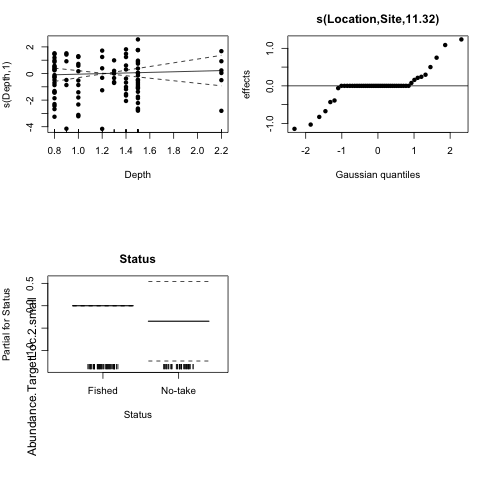 s(Depth,1)
2
0
-2
-4
0.8 1.0 1.2 1.4 1.6 1.8 2.0 2.2
Depth
s(Location,Site,11.32)
effects
1.0
0.0
-1.0
-2 -1 0 1 2
Gaussian quantiles
Status
Partial for Status
0.5
Abundance.TargetLoc.2.small
Fished No-take
Status